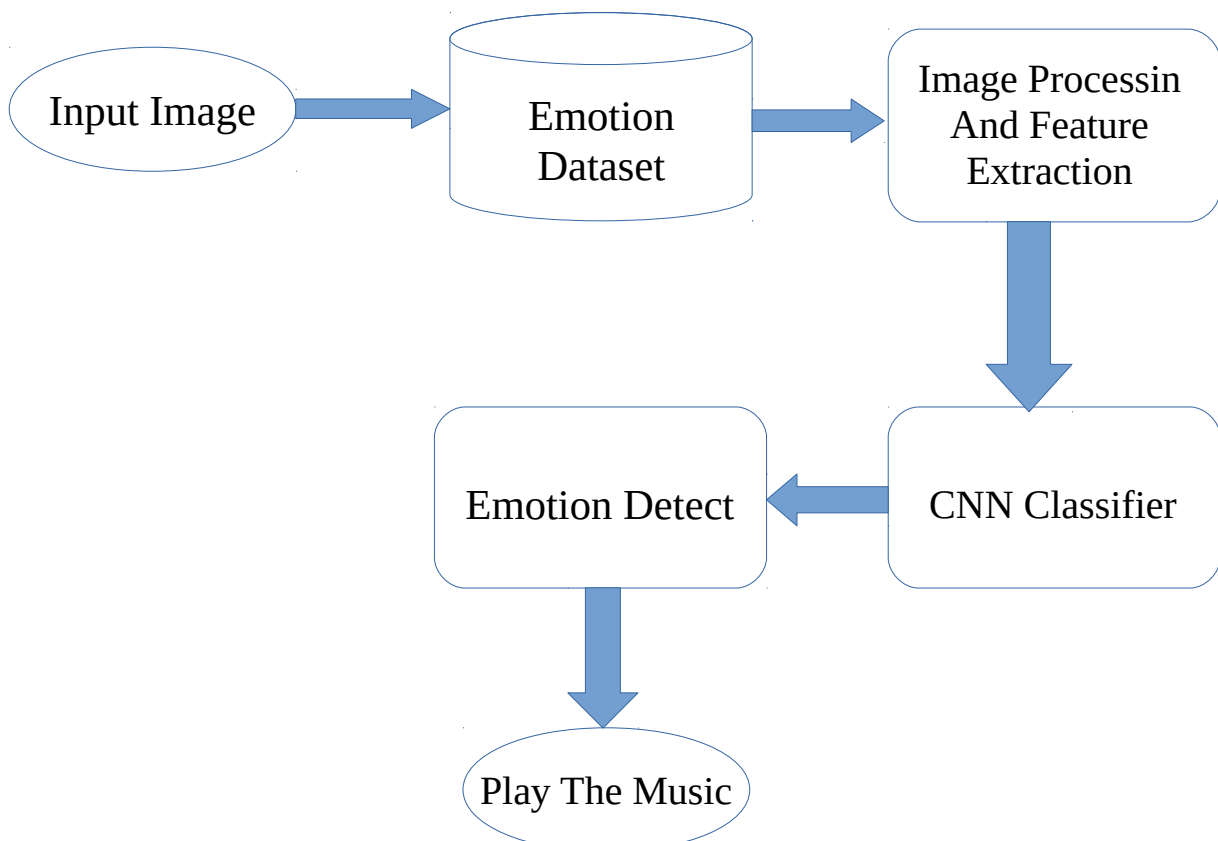 Input Image
Emotion
Dataset
Image Processin
And Feature
Extraction
CNN Classifier
Emotion Detect
Play The Music